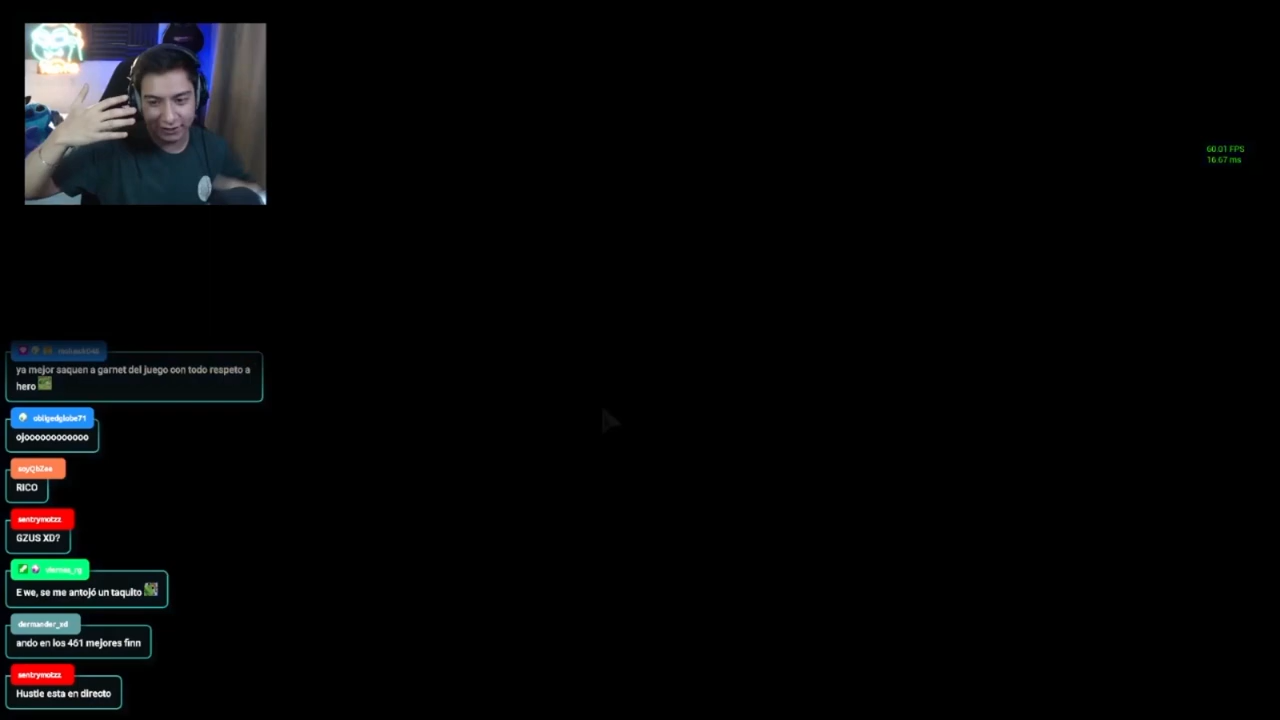 60.01 FPS
16.67 ms
ya mejor saquen a garnet del juego con todo respeto a
hero
obligedglobe71
ojoooooooooooo
soyQbZee
RICO
sentrymotzz
GZUS XD?
E we, se me antojó un taquito
dermander_xd
ando en los 461 mejores finn
sentrymotzz
Hustle esta en directo